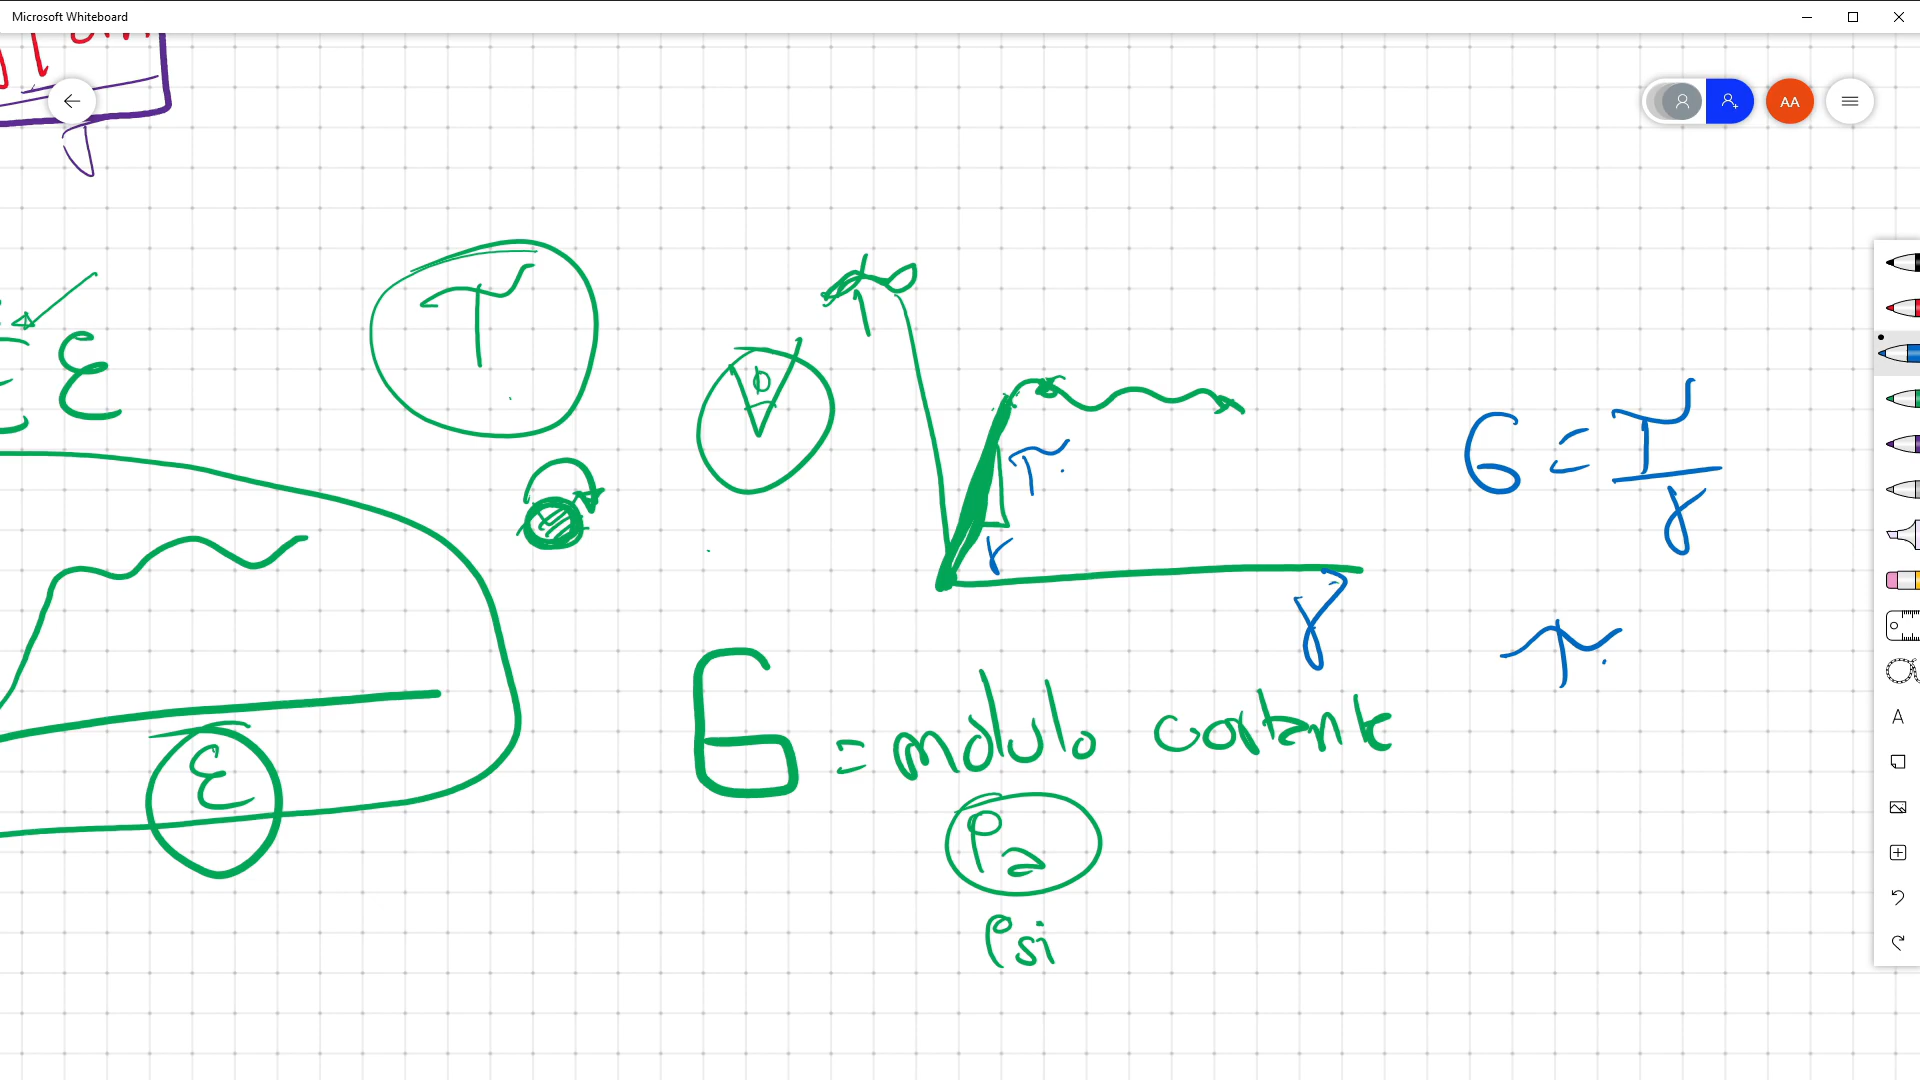 Microsoft Whiteboard
AA
ε
τ
τ
γ
γ
G = τ/γ
τ
ε
G = modulo cortante
Pa
Psi
A